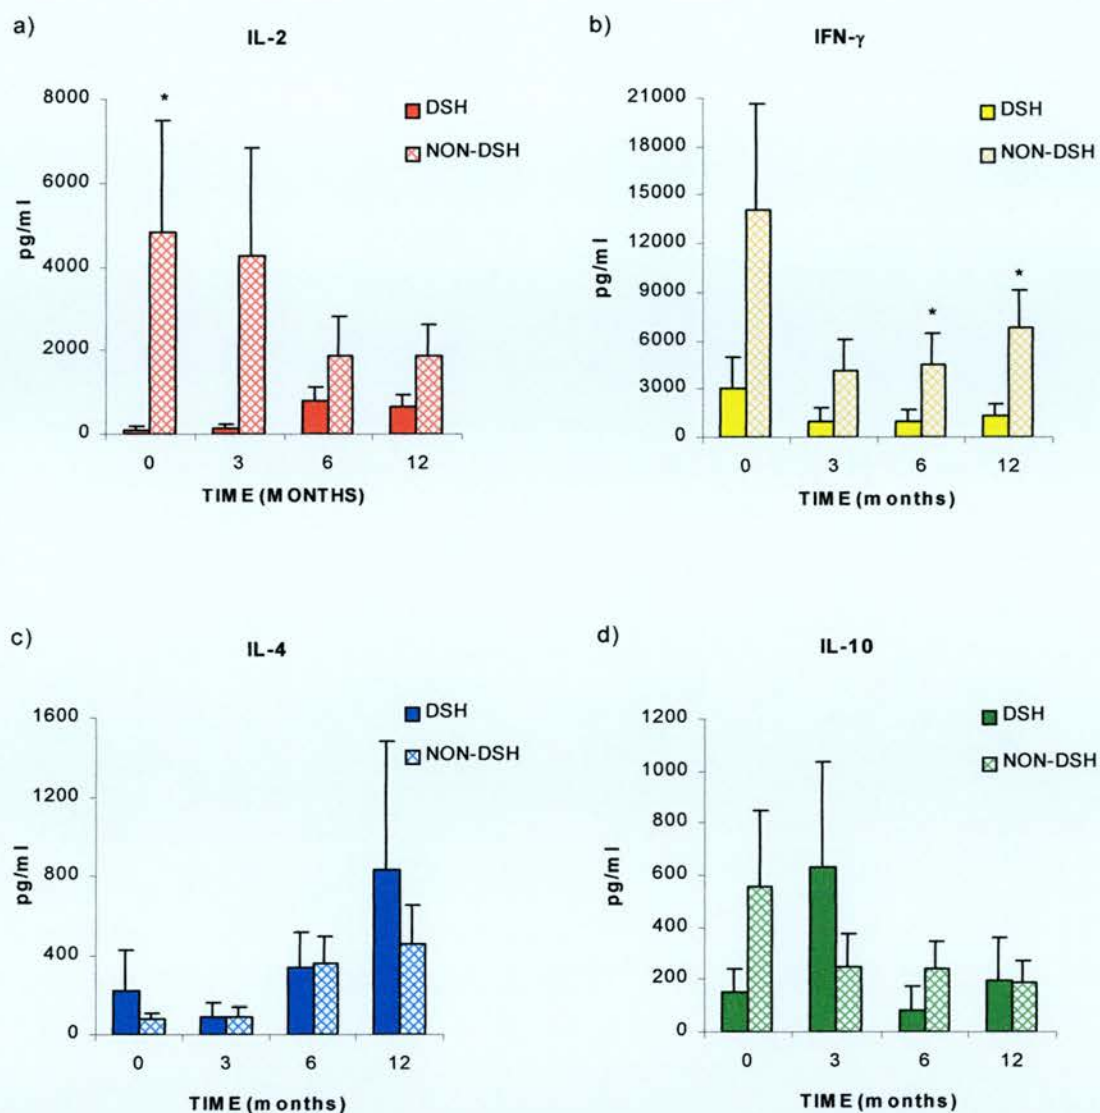 a)
IL-2
8000
6000
4000
2000
0
pg/ml
*
DSH
NON-DSH
0 3 6 12
TIME (MONTHS)
b)
IFN-γ
21000
18000
15000
12000
9000
6000
3000
0
pg/ml
* *
DSH
NON-DSH
0 3 6 12
TIME (months)
c)
IL-4
1600
1200
800
400
0
pg/ml
DSH
NON-DSH
0 3 6 12
TIME (months)
d)
IL-10
1200
1000
800
600
400
200
0
pg/ml
DSH
NON-DSH
0 3 6 12
TIME (months)